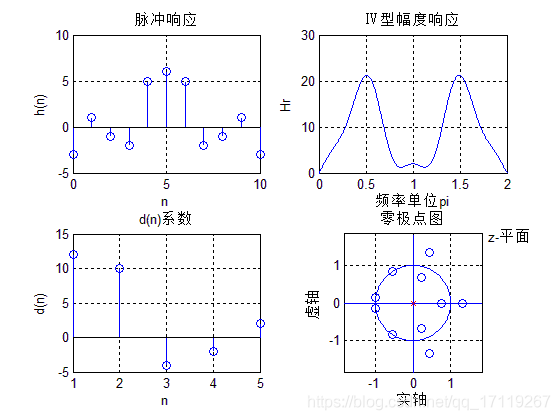 脉冲响应
10
5
0
-5
0 5 10
h(n)
n
Ⅳ型幅度响应
30
20
10
0
0 0.5 1 1.5 2
Hr
频率单位pi
d(n)系数
15
10
5
0
-5
1 2 3 4 5
d(n)
n
零极点图
z-平面
1
0
-1
-1 0 1
虚轴
实轴
https://blog.csdn.net/qq_17119267